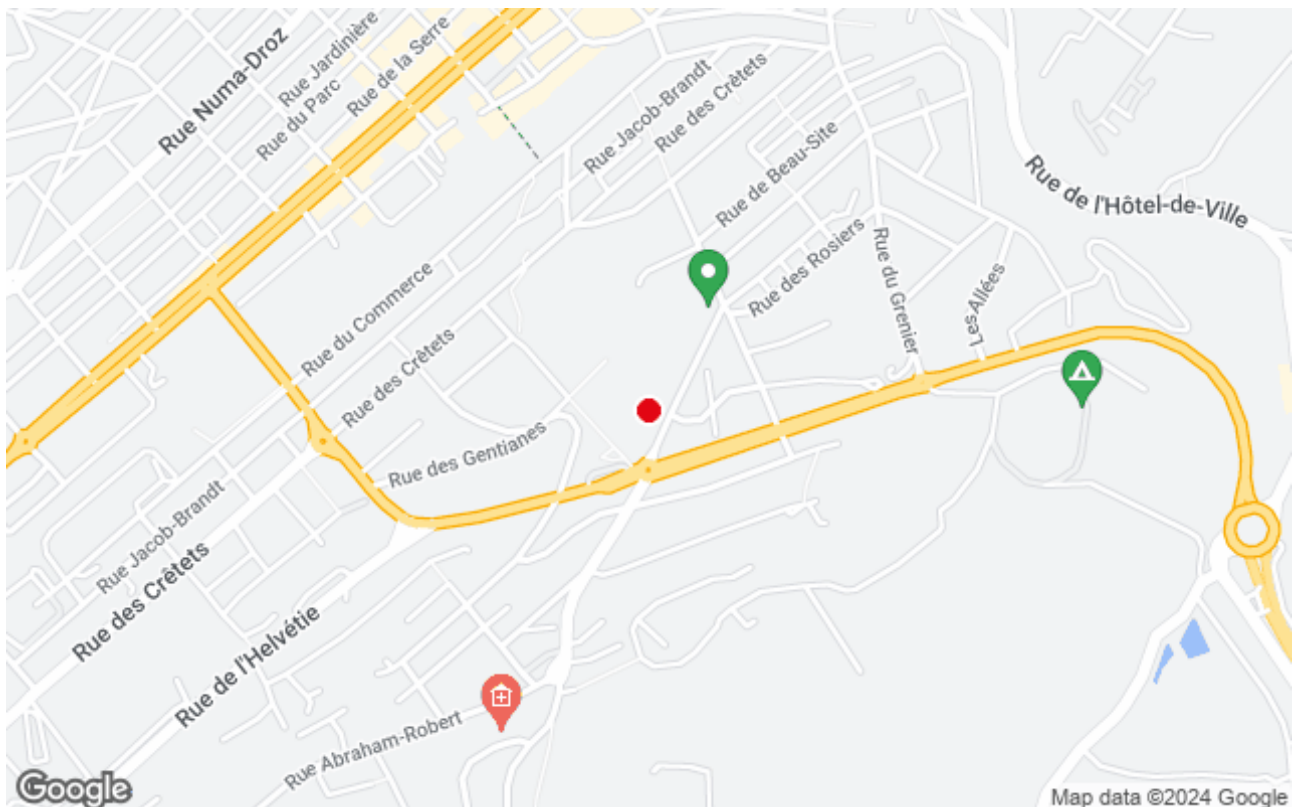 Rue Jardinière
Rue Numa-Droz
Rue du Parc
Rue de la Serre
Rue Jacob-Brandt
Rue des Crêtets
Rue de Beau-Site
Rue de l'Hôtel-de-Ville
Rue des Rosiers
Rue du Grenier
Les Allées
Rue du Commerce
Rue des Crêtets
Rue des Gentianes
Rue Jacob-Brandt
Rue des Crêtets
Rue de l'Helvétie
Rue Abraham-Robert
Google
Map data ©2024 Google